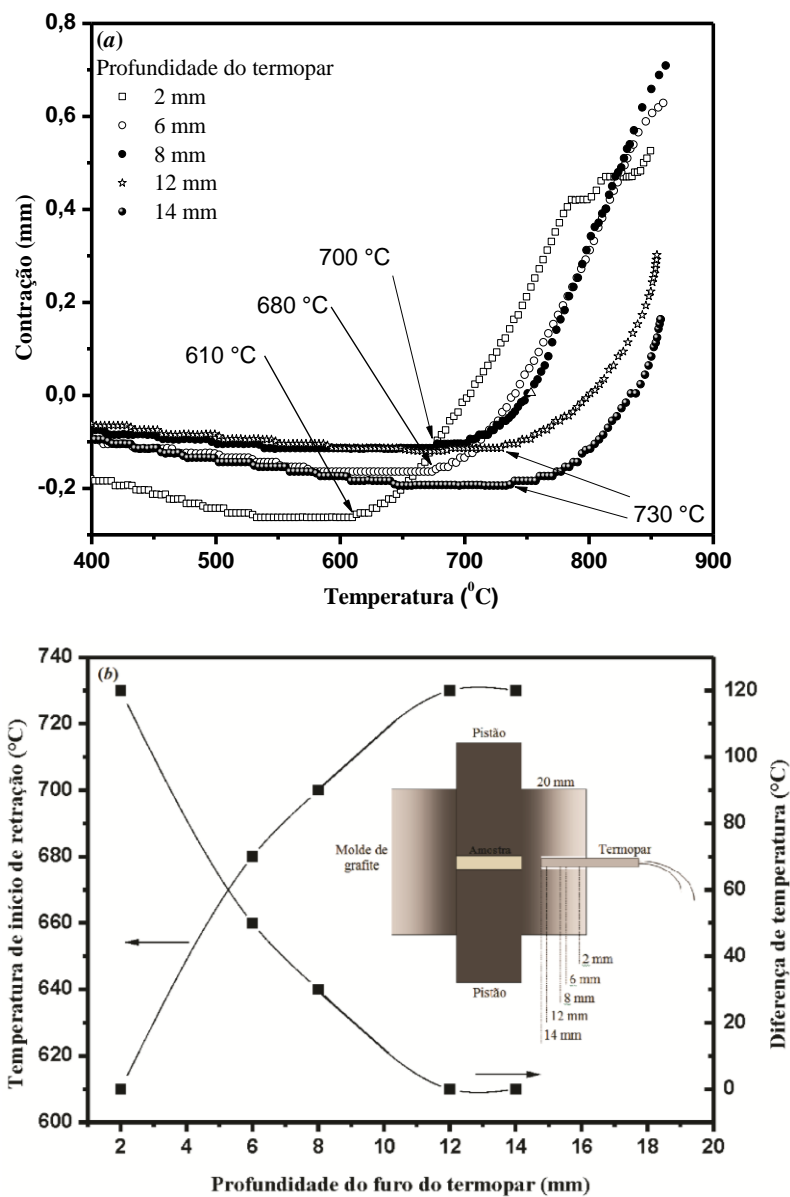 (a)
Profundidade do termopar
2 mm
6 mm
8 mm
12 mm
14 mm
700 °C
680 °C
610 °C
730 °C
Contração (mm)
0,8
0,6
0,4
0,2
0,0
-0,2
400 500 600 700 800 900
Temperatura (⁰C)
(b)
Temperatura de início de retração (°C)
740
720
700
680
660
640
620
600
Pistão
20 mm
Molde de
grafite
Amostra
Termopar
2 mm
6 mm
8 mm
12 mm
14 mm
Pistão
120
100
80
60
40
20
0
Diferença de temperatura (°C)
2 4 6 8 10 12 14 16 18 20
Profundidade do furo do termopar (mm)